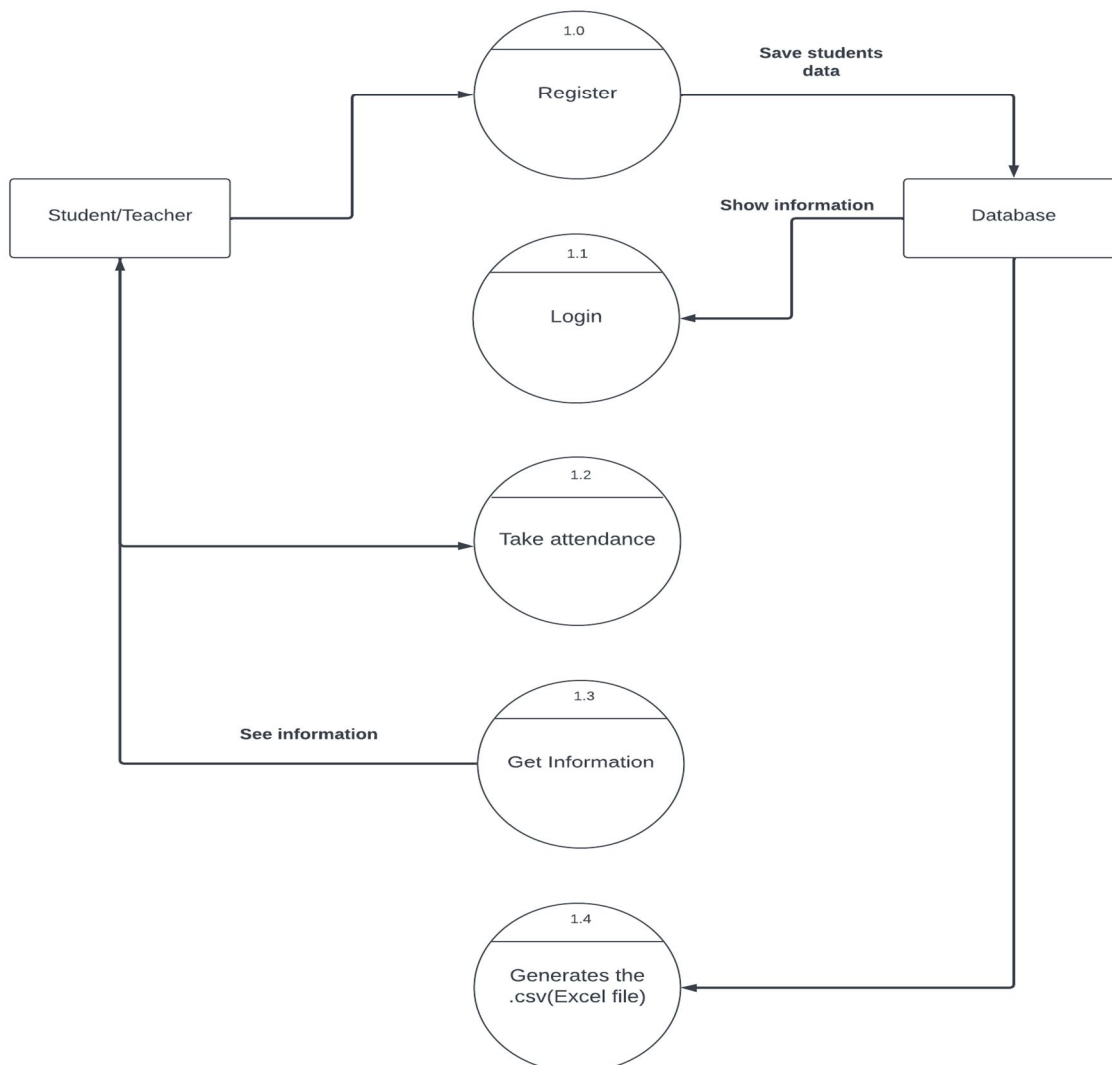 1.0
Register
Save students
data
Student/Teacher
Show information
Database
1.1
Login
1.2
Take attendance
1.3
Get Information
See information
1.4
Generates the
.csv(Excel file)